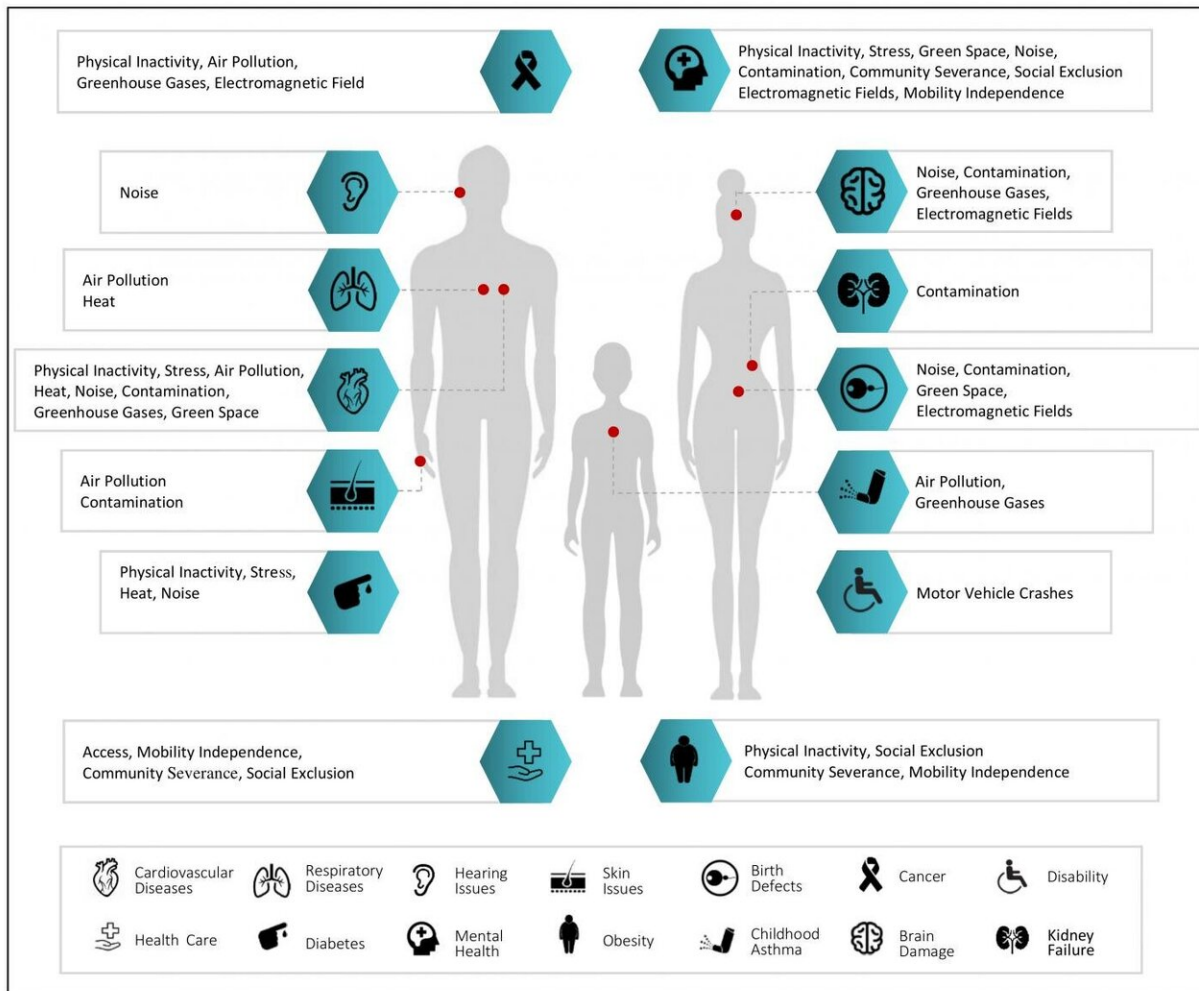 Physical Inactivity, Air Pollution,
Greenhouse Gases, Electromagnetic Field
Physical Inactivity, Stress, Green Space, Noise,
Contamination, Community Severance, Social Exclusion
Electromagnetic Fields, Mobility Independence
Noise
Noise, Contamination,
Greenhouse Gases,
Electromagnetic Fields
Air Pollution
Heat
Contamination
Physical Inactivity, Stress, Air Pollution,
Heat, Noise, Contamination,
Greenhouse Gases, Green Space
Noise, Contamination,
Green Space,
Electromagnetic Fields
Air Pollution
Contamination
Air Pollution,
Greenhouse Gases
Physical Inactivity, Stress,
Heat, Noise
Motor Vehicle Crashes
Access, Mobility Independence,
Community Severance, Social Exclusion
Physical Inactivity, Social Exclusion
Community Severance, Mobility Independence
Cardiovascular
Diseases
Respiratory
Diseases
Hearing
Issues
Skin
Issues
Birth
Defects
Cancer
Disability
Health Care
Diabetes
Mental
Health
Obesity
Childhood
Asthma
Brain
Damage
Kidney
Failure